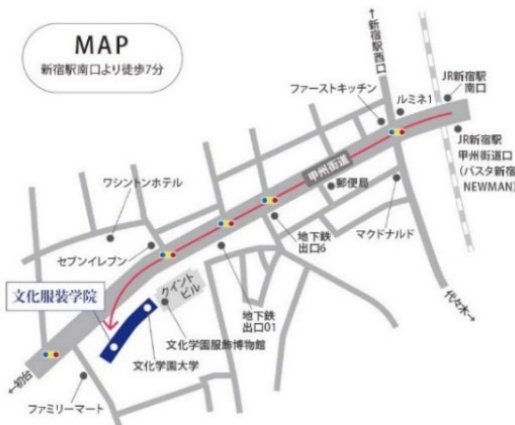 MAP
新宿駅南口より徒歩7分
←新宿駅西口
ファーストキッチン
ルミネ1
JR新宿駅
南口
JR新宿駅
甲州街道口
(バスタ新宿
NEWMAN)
甲州街道
郵便局
マクドナルド
ワシントンホテル
セブンイレブン
地下鉄
出口6
クイント
ビル
地下鉄
出口01
文化服装学院
文化学園服飾博物館
文化学園大学
代々木→
←初台
ファミリーマート